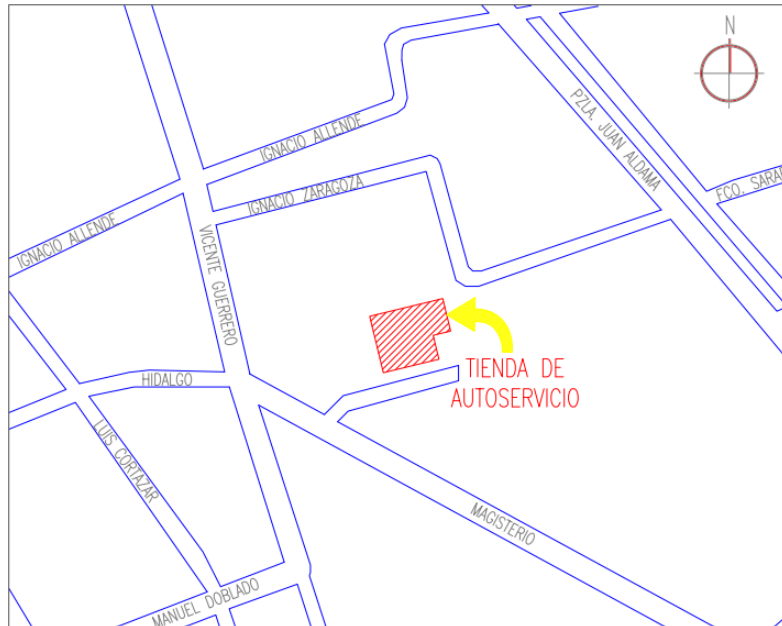 N
IGNACIO ALLENDE
PZLA. JUAN ALDAMA
FCO. SARA
IGNACIO ZARAGOZA
IGNACIO ALLENDE
VICENTE GUERRERO
TIENDA DE
AUTOSERVICIO
HIDALGO
LUIS CORTAZAR
MAGISTERIO
MANUEL DOBLADO